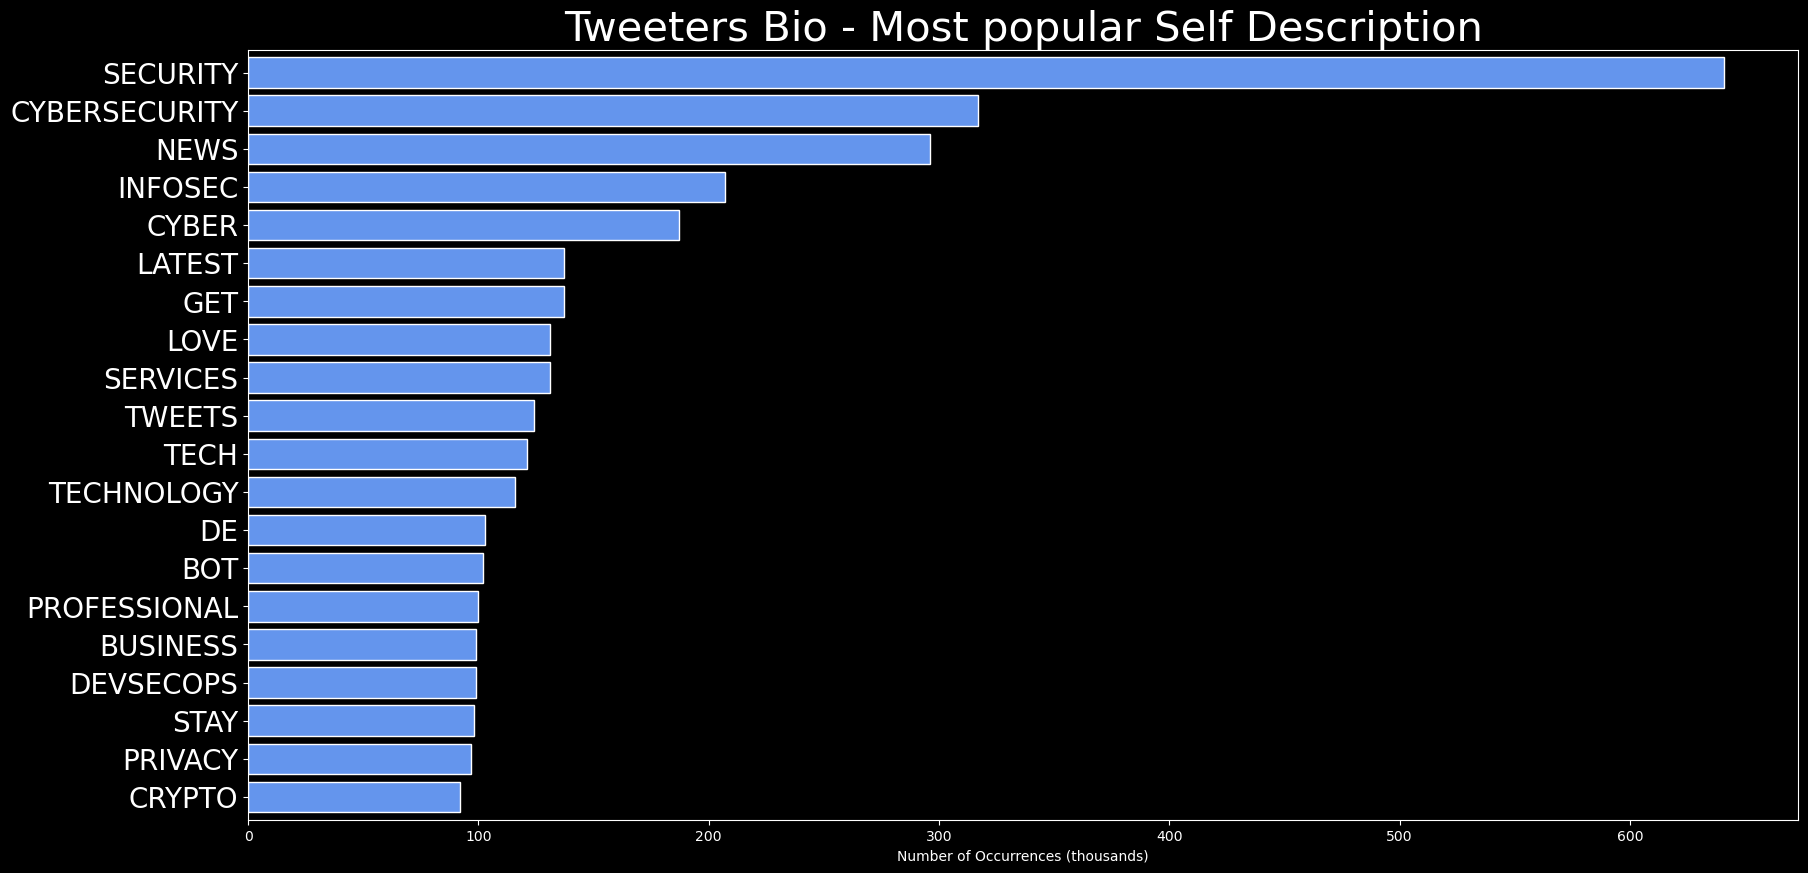 Tweeters Bio - Most popular Self Description
SECURITY
CYBERSECURITY
NEWS
INFOSEC
CYBER
LATEST
GET
LOVE
SERVICES
TWEETS
TECH
TECHNOLOGY
DE
BOT
PROFESSIONAL
BUSINESS
DEVSECOPS
STAY
PRIVACY
CRYPTO
0 100 200 300 400 500 600
Number of Occurrences (thousands)